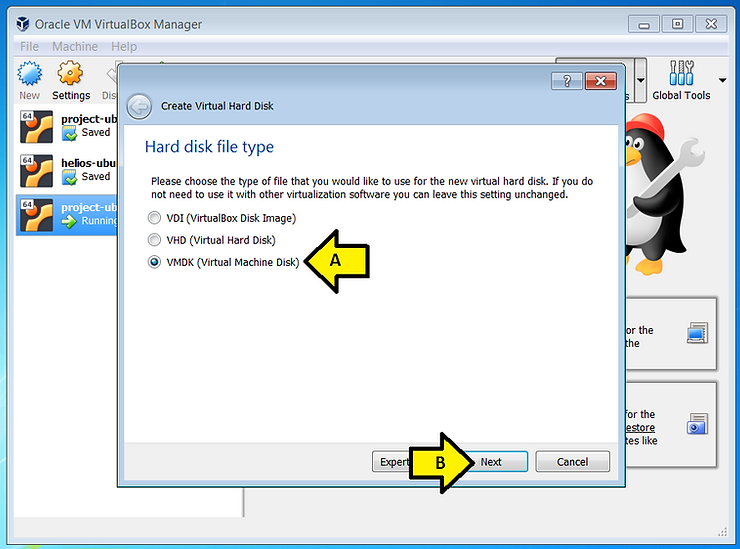 Oracle VM VirtualBox Manager
File Machine Help
New Settings Global Tools
64 project-ub
Saved
64 helios-ubu
Saved
64 project-ub
Running
?
Create Virtual Hard Disk
Hard disk file type
Please choose the type of file that you would like to use for the new virtual hard disk. If you do
not need to use it with other virtualization software you can leave this setting unchanged.
VDI (VirtualBox Disk Image)
VHD (Virtual Hard Disk)
VMDK (Virtual Machine Disk) A
or the
the
for the
estore
tes like
Expert B Next Cancel